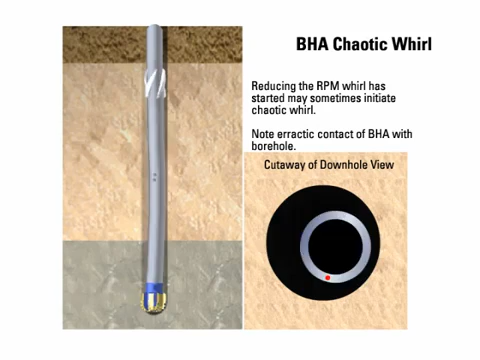 BHA Chaotic Whirl
Reducing the RPM whirl has
started may sometimes initiate
chaotic whirl.
Note erractic contact of BHA with
borehole.
Cutaway of Downhole View